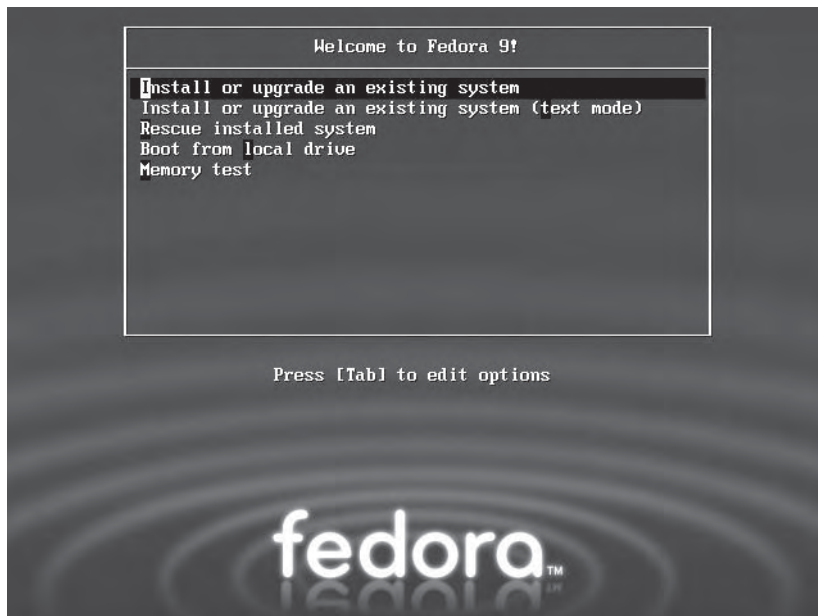 Welcome to Fedora 9!
Install or upgrade an existing system
Install or upgrade an existing system (text mode)
Rescue installed system
Boot from local drive
Memory test
Press [Tab] to edit options
fedora™